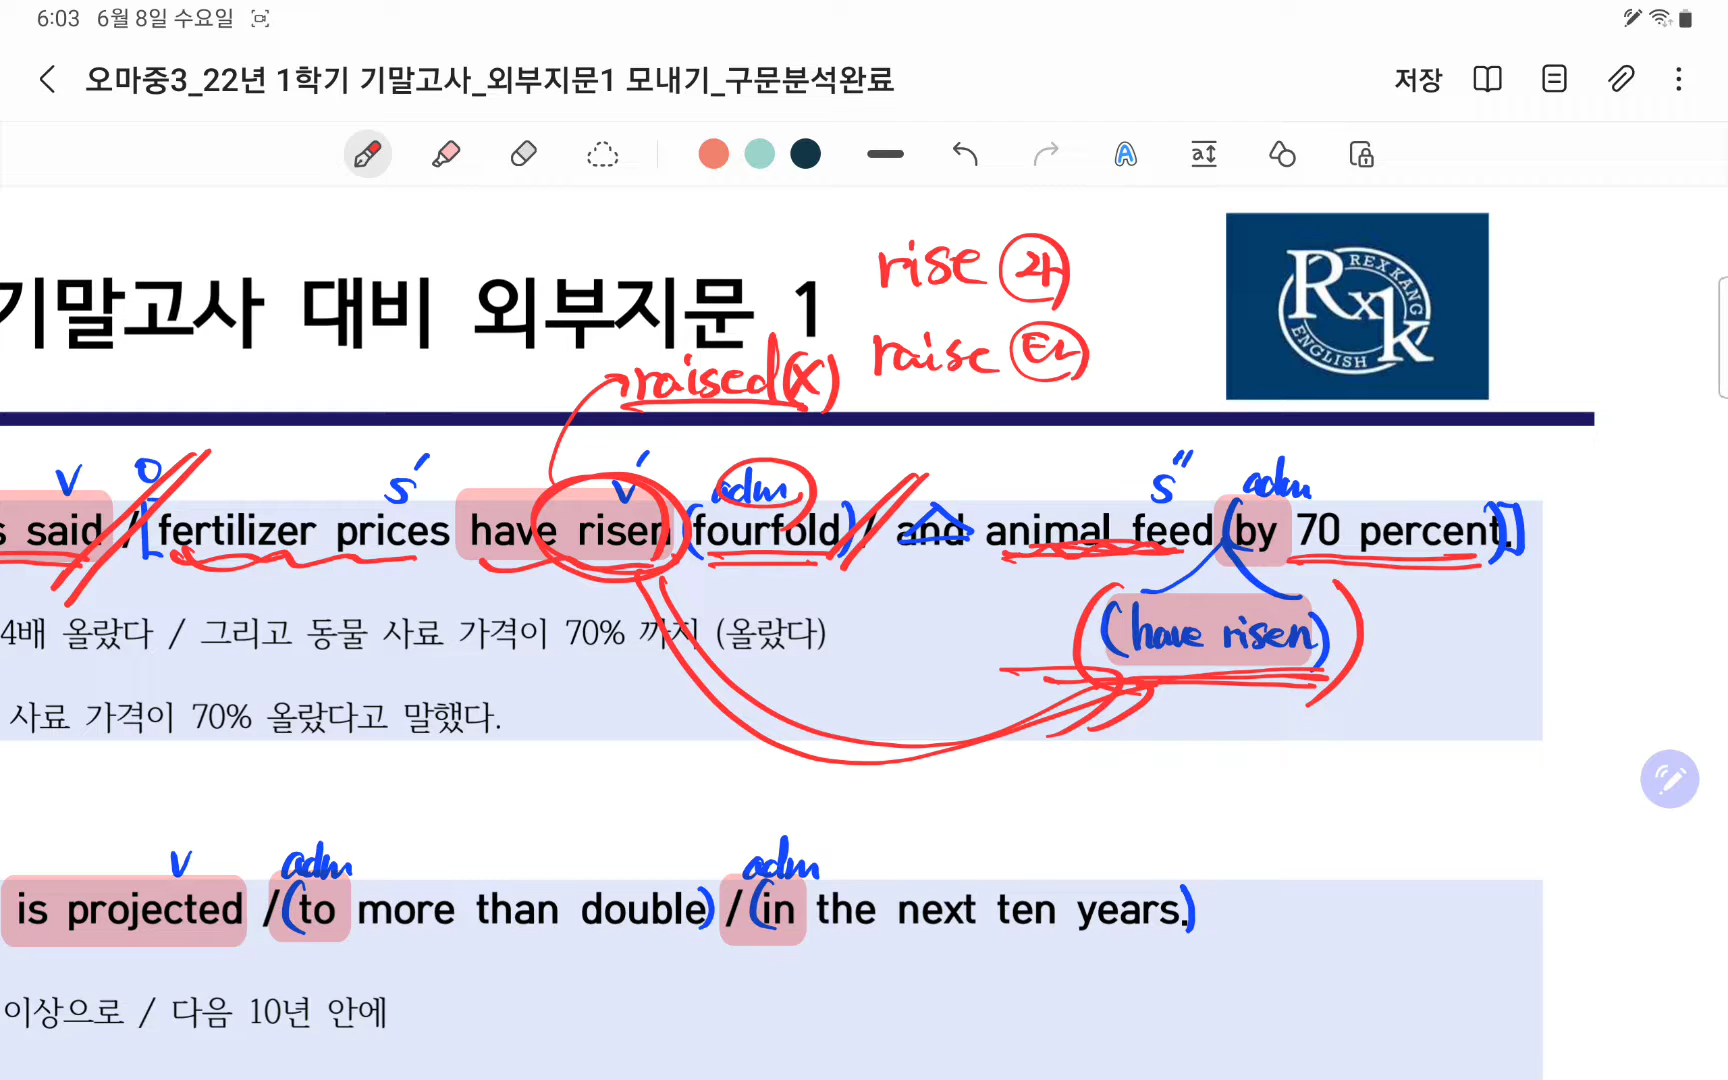 6:03 6월 8일 수요일
오마중3_22년 1학기 기말고사_외부지문1 모내기_구문분석완료
저장
기말고사 대비 외부지문 1
rise 자
raise 타
raised(X)
REXKANG
RxK
ENGLISH
v o s' v' adm s" adm
s said / [fertilizer prices have risen (fourfold) / and animal feed (by 70 percent.)]
(have risen)
4배 올랐다 / 그리고 동물 사료 가격이 70% 까지 (올랐다)
사료 가격이 70% 올랐다고 말했다.
v adm adm
is projected /(to more than double) /(in the next ten years.)
이상으로 / 다음 10년 안에